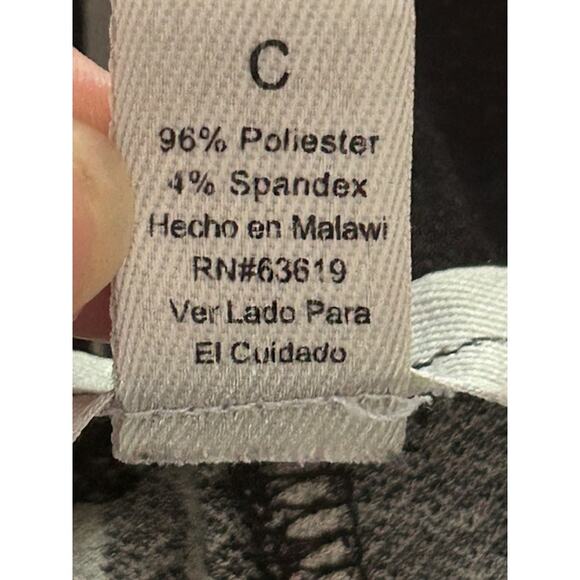 C
96% Poliester
4% Spandex
Hecho en Malawi
RN#63619
Ver Lado Para
El Cuidado